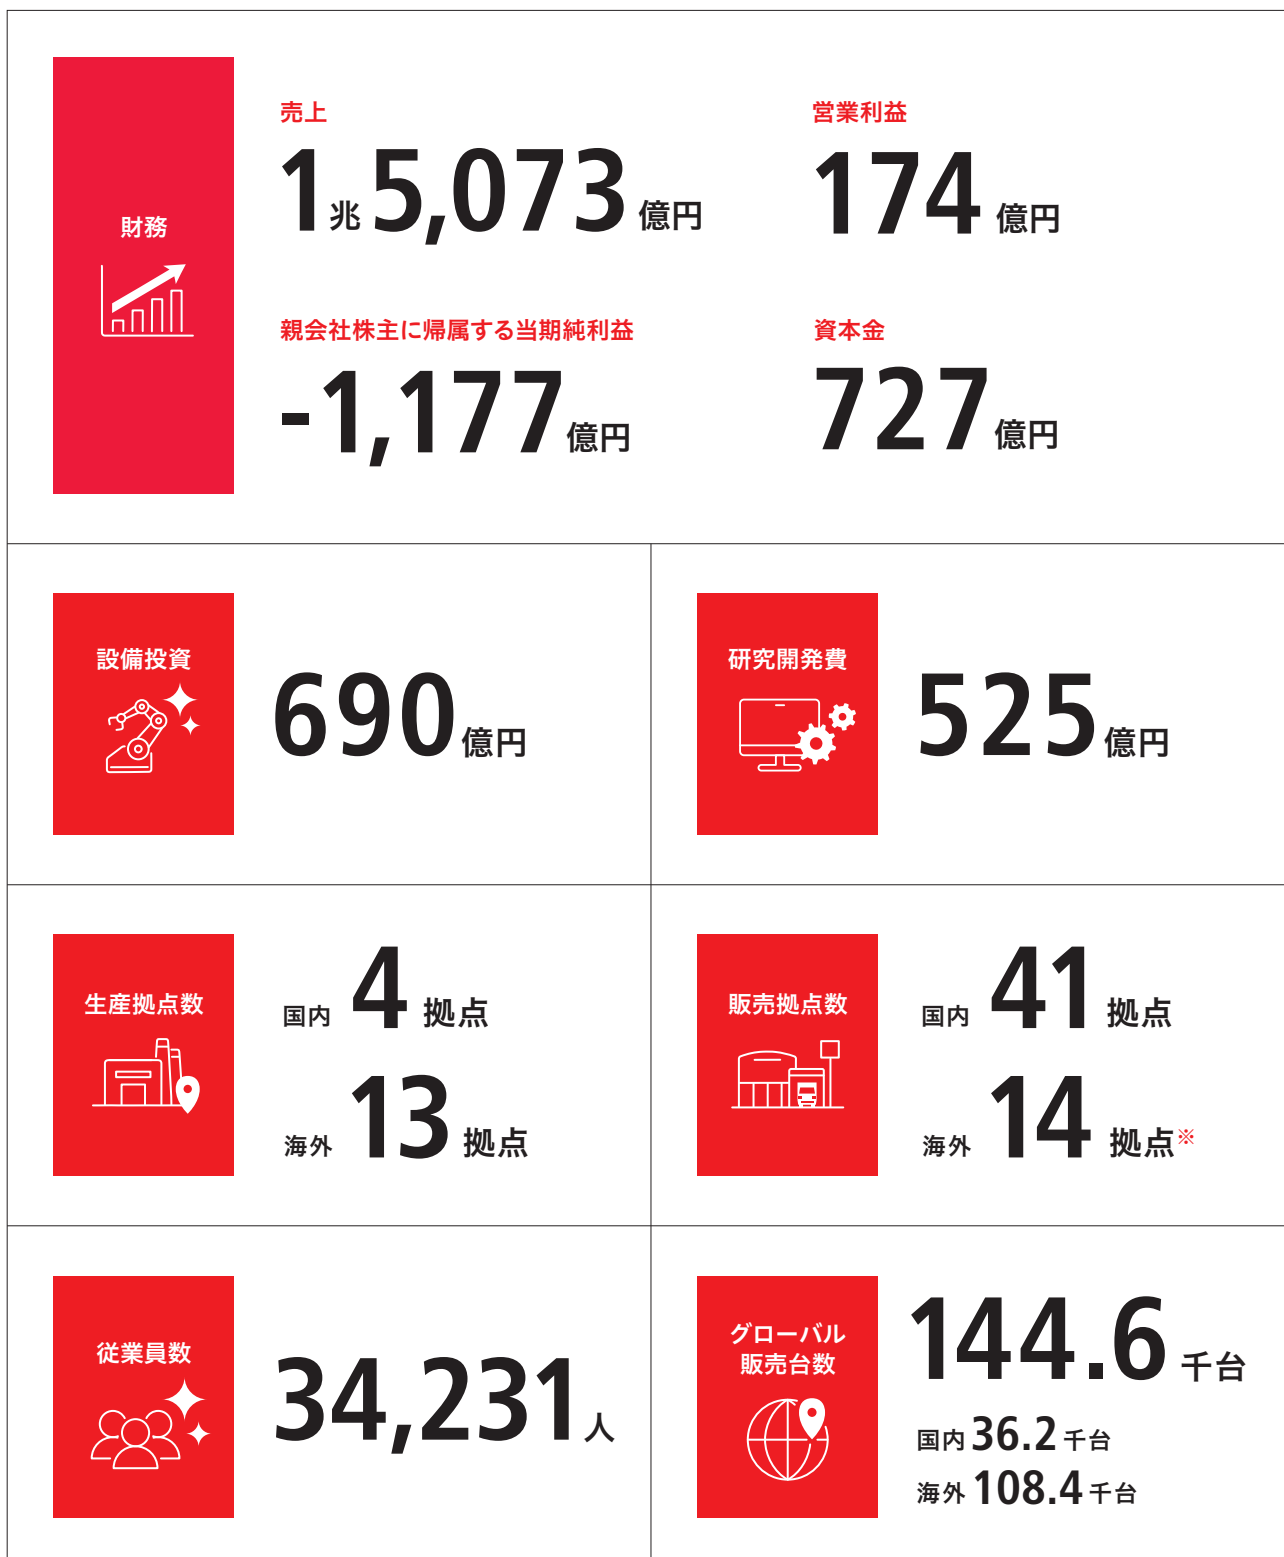 財務
売上
1兆5,073億円
営業利益
174億円
親会社株主に帰属する当期純利益
-1,177億円
資本金
727億円
設備投資
690億円
研究開発費
525億円
生産拠点数
国内 4 拠点
海外 13 拠点
販売拠点数
国内 41 拠点
海外 14 拠点※
従業員数
34,231人
グローバル
販売台数
144.6千台
国内36.2千台
海外108.4千台